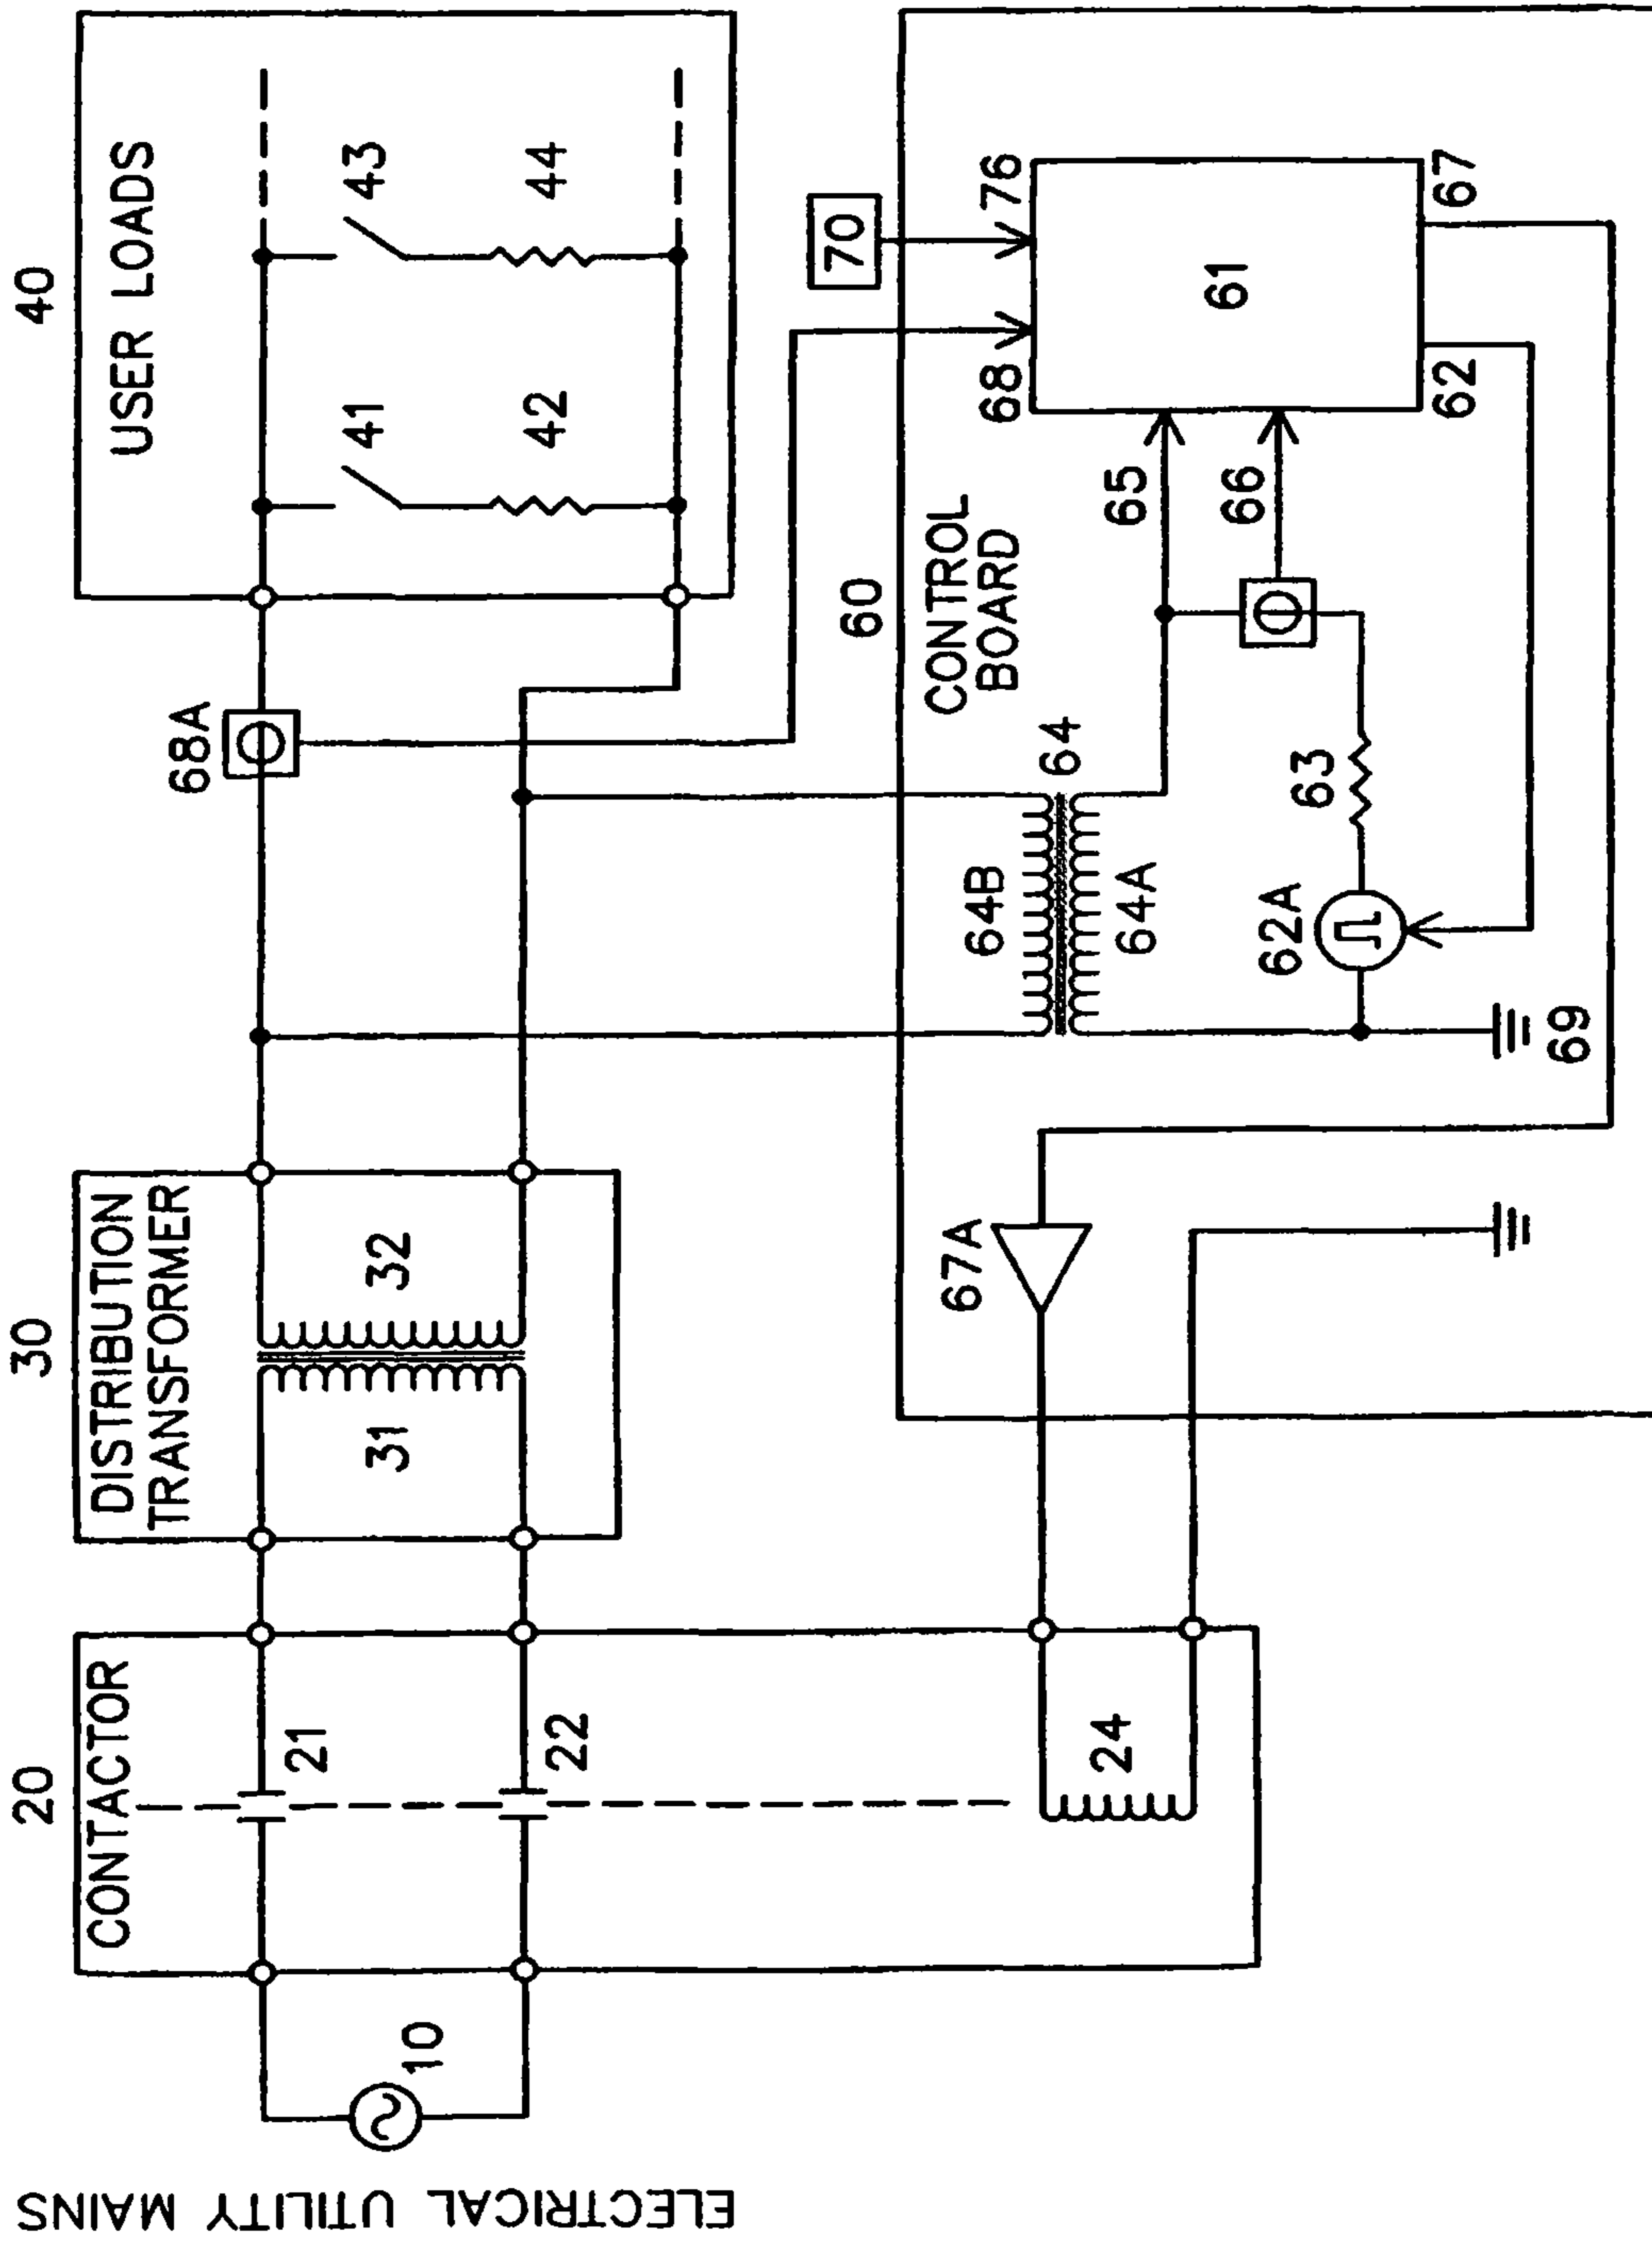 ELECTRICAL UTILITY MAINS
10
20
CONTACTOR
21
22
24
30
DISTRIBUTION
TRANSFORMER
31
32
40
USER LOADS
41
42
43
44
68A
60
CONTROL
BOARD
70
68
76
61
65
66
62
67
64
64B
64A
63
62A
69
67A